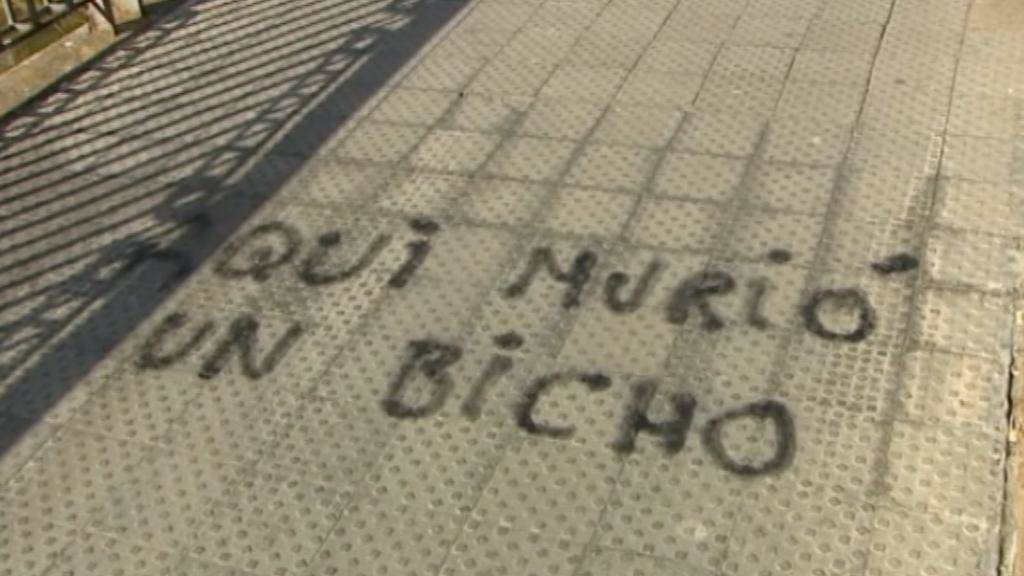 AQUI MURIÓ
UN BICHO